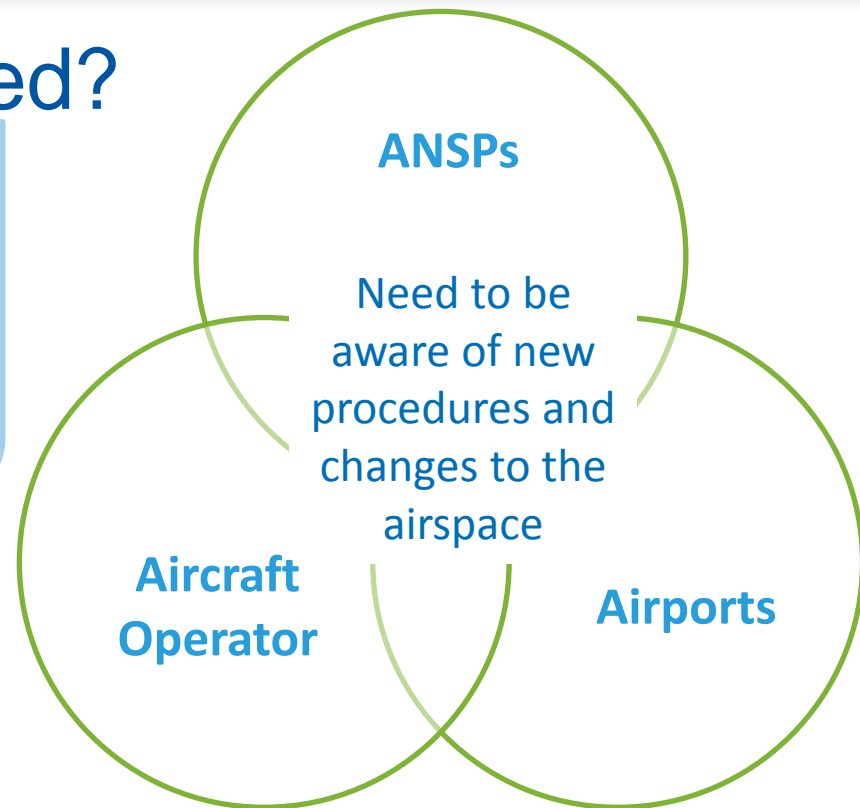 ed?
ANSPs
Need to be
aware of new
procedures and
changes to the
airspace
Aircraft
Operator
Airports